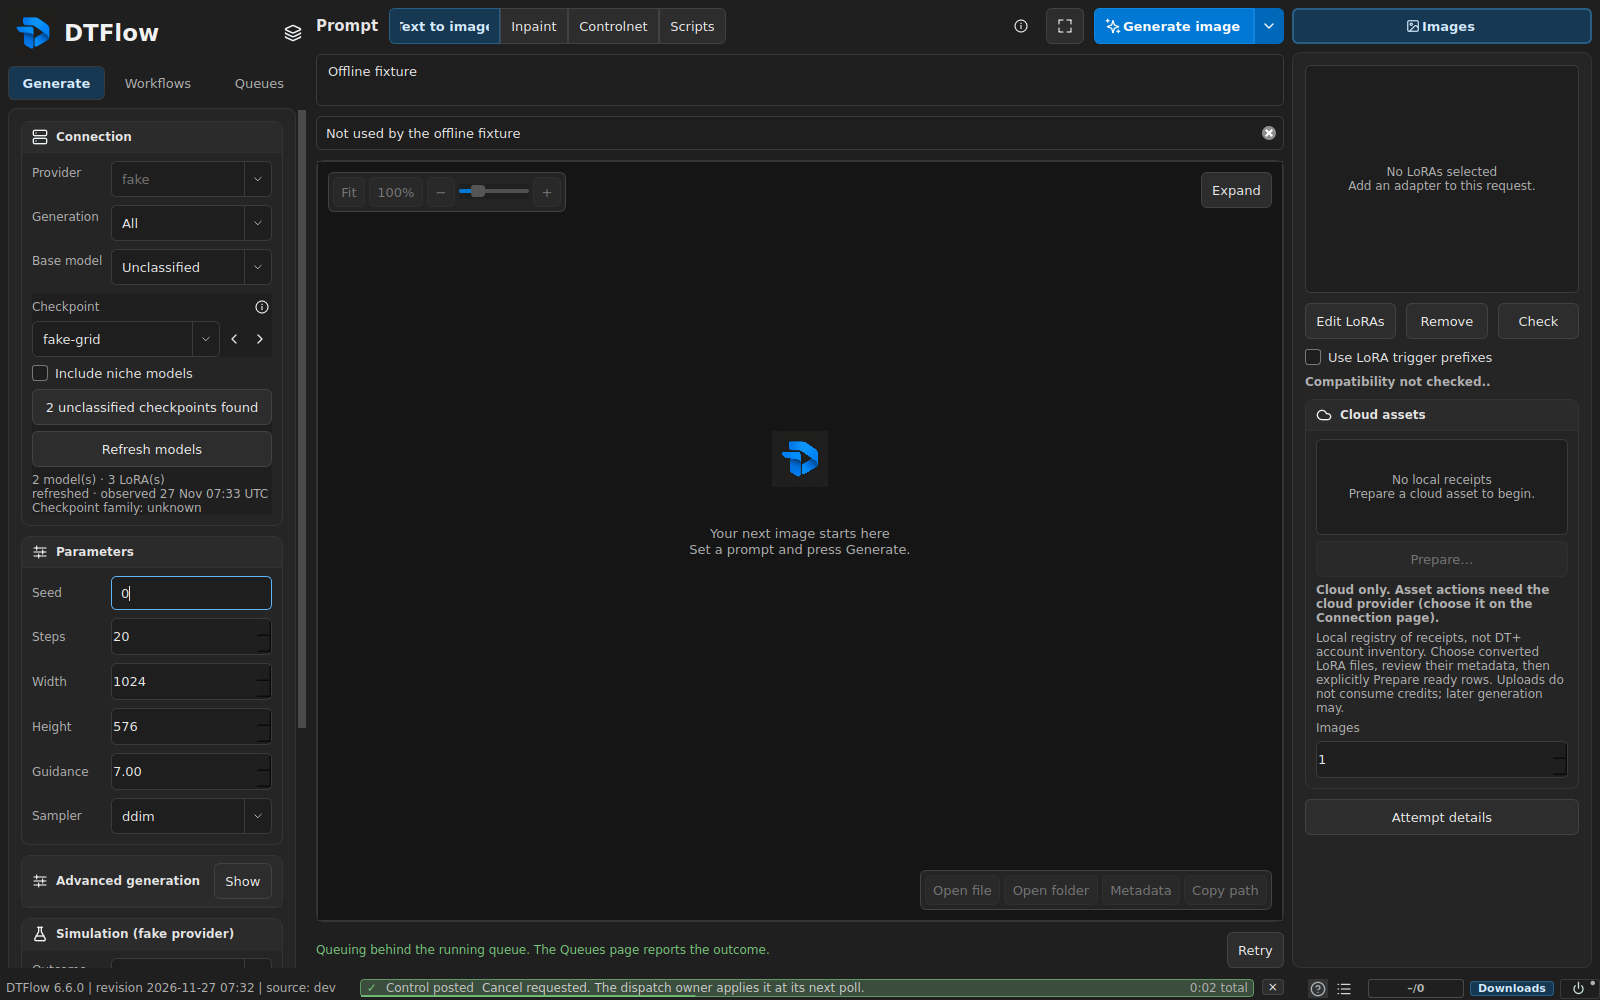 DTFlow
Generate
Workflows
Queues
Connection
Provider
fake
Generation
All
Base model
Unclassified
Checkpoint
fake-grid
Include niche models
2 unclassified checkpoints found
Refresh models
2 model(s) · 3 LoRA(s)
refreshed · observed 27 Nov 07:33 UTC
Checkpoint family: unknown
Parameters
Seed
0
Steps
20
Width
1024
Height
576
Guidance
7.00
Sampler
ddim
Advanced generation
Show
Simulation (fake provider)
Outcome
Prompt
Text to image
Inpaint
Controlnet
Scripts
Generate image
Offline fixture
Not used by the offline fixture
Fit
100%
−
+
Expand
Your next image starts here
Set a prompt and press Generate.
Open file
Open folder
Metadata
Copy path
Queuing behind the running queue. The Queues page reports the outcome.
Retry
Images
No LoRAs selected
Add an adapter to this request.
Edit LoRAs
Remove
Check
Use LoRA trigger prefixes
Compatibility not checked..
Cloud assets
No local receipts
Prepare a cloud asset to begin.
Prepare...
Cloud only. Asset actions need the
cloud provider (choose it on the
Connection page).
Local registry of receipts, not DT+
account inventory. Choose converted
LoRA files, review their metadata, then
explicitly Prepare ready rows. Uploads do
not consume credits; later generation
may.
Images
1
Attempt details
DTFlow 6.6.0 | revision 2026-11-27 07:32 | source: dev
✓ Control posted Cancel requested. The dispatch owner applies it at its next poll.
0:02 total
–/0
Downloads